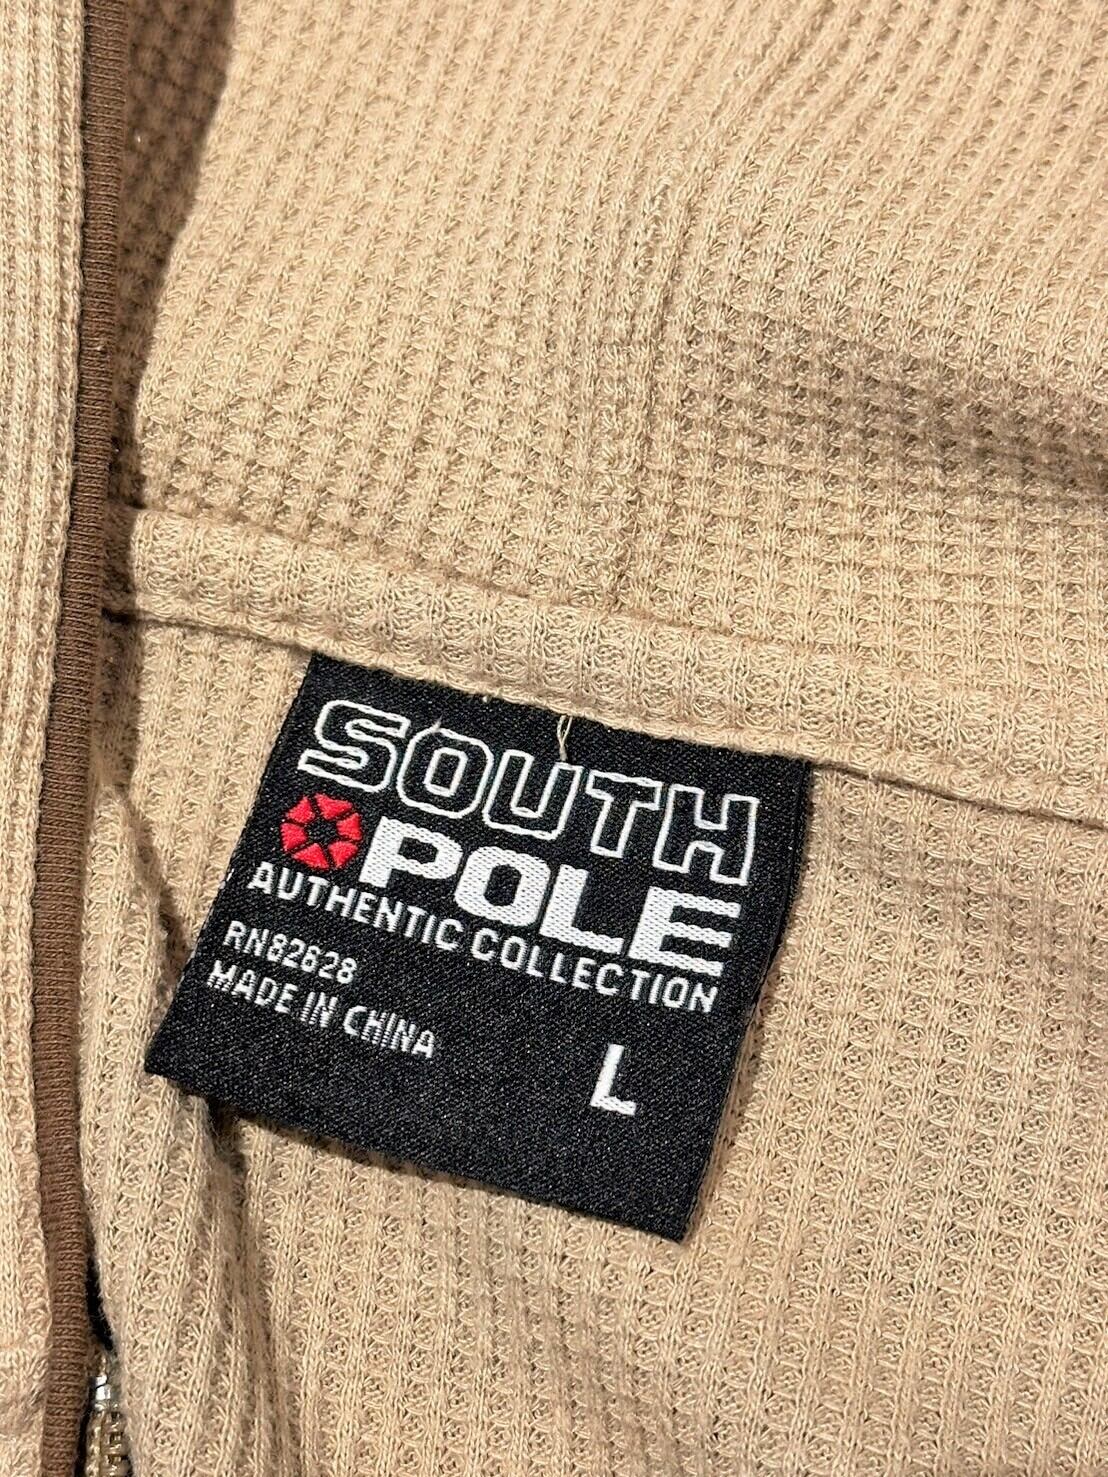 SOUTH
POLE
AUTHENTIC COLLECTION
RN82628
MADE IN CHINA
L